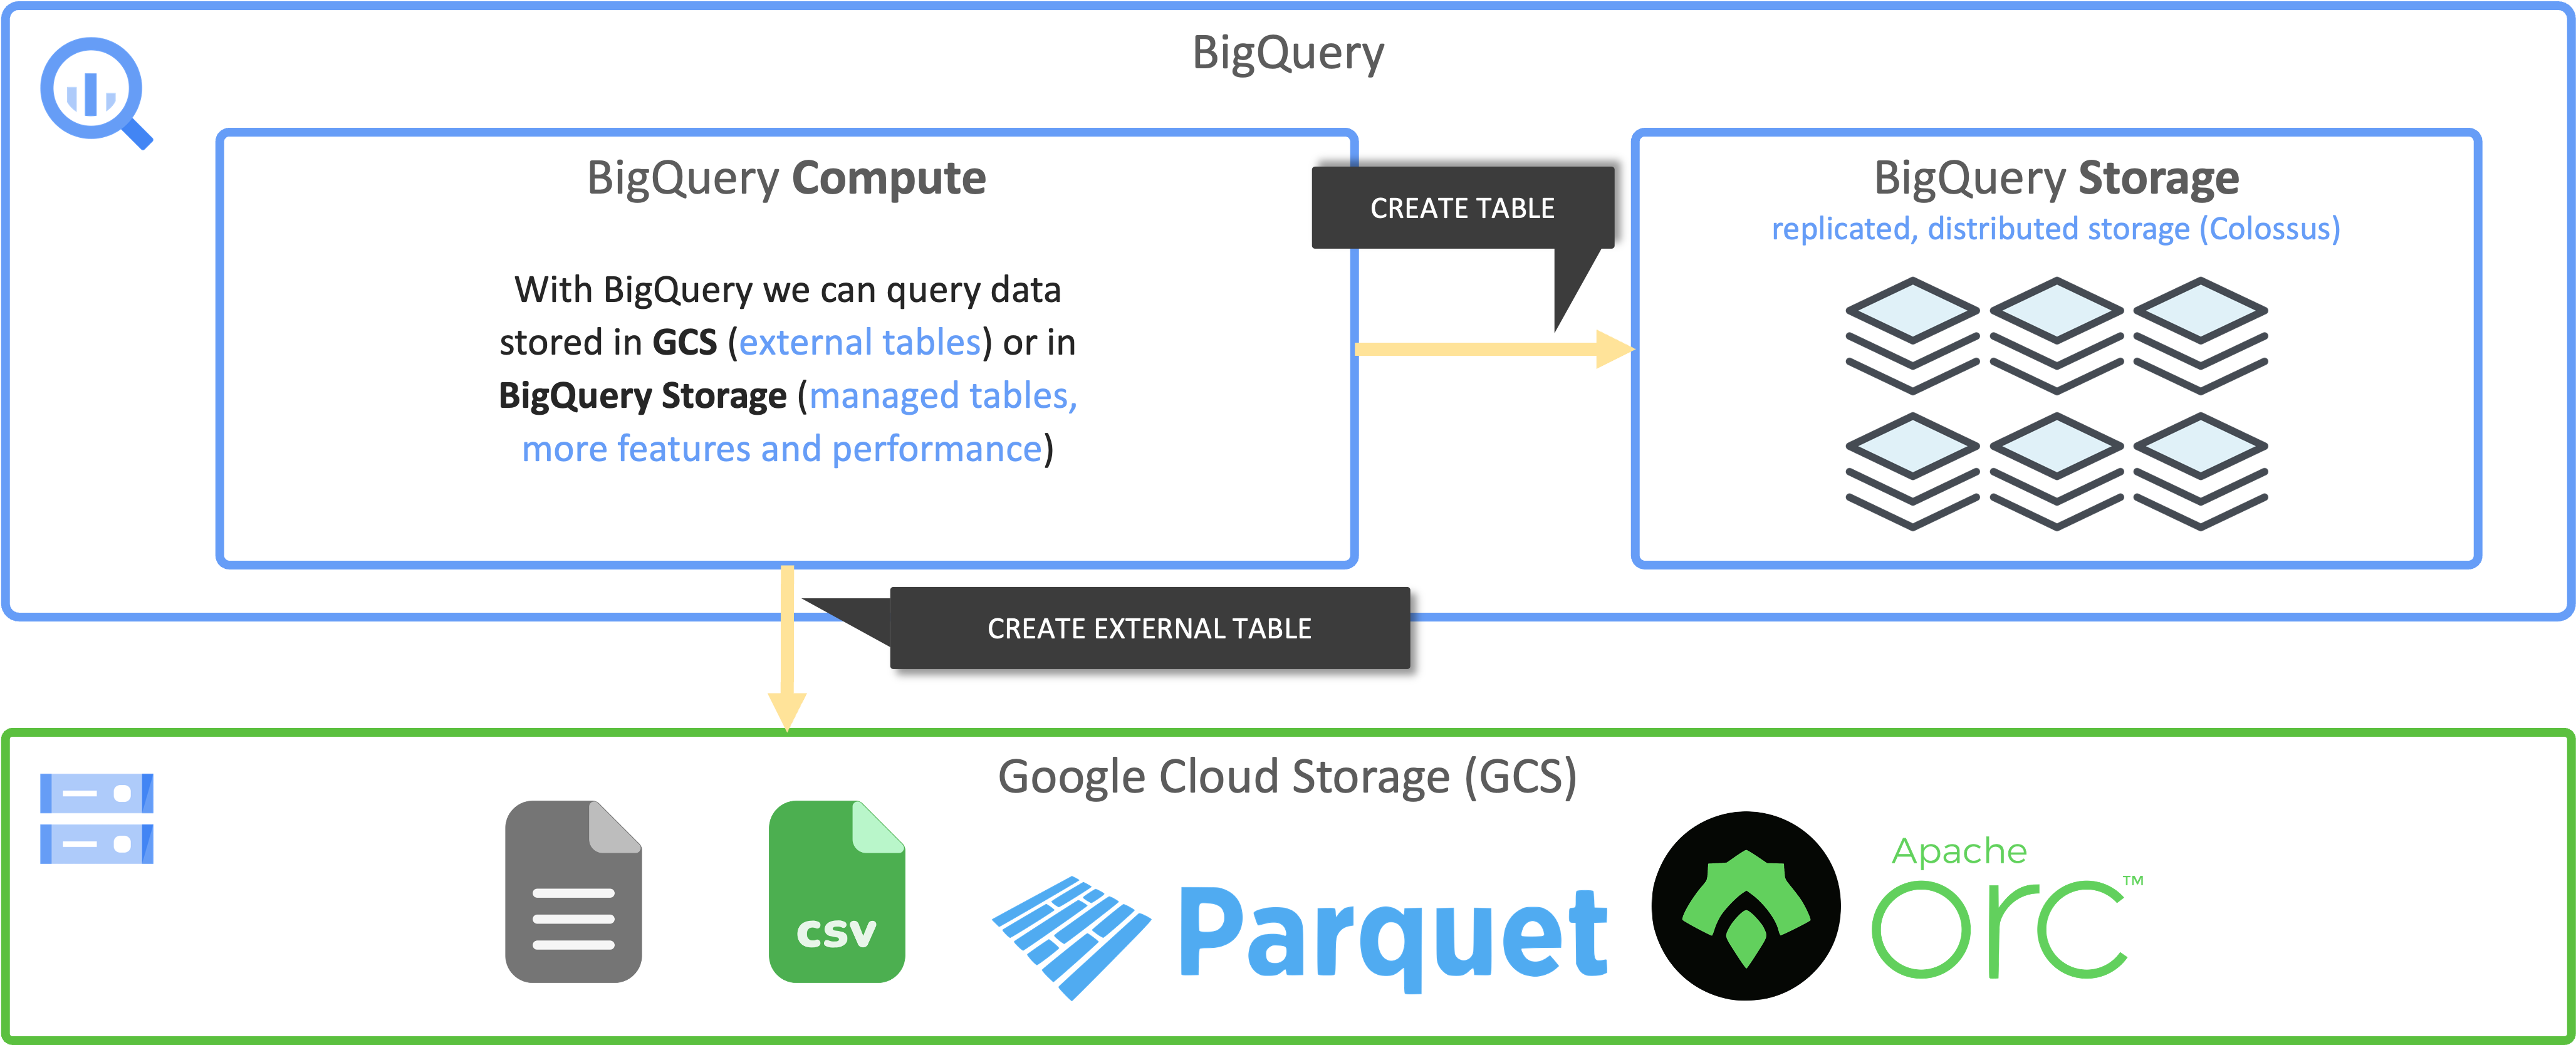 BigQuery
BigQuery Compute
With BigQuery we can query data
stored in GCS (external tables) or in
BigQuery Storage (managed tables,
more features and performance)
CREATE TABLE
BigQuery Storage
replicated, distributed storage (Colossus)
CREATE EXTERNAL TABLE
Google Cloud Storage (GCS)
csv
Parquet
Apache
orc™